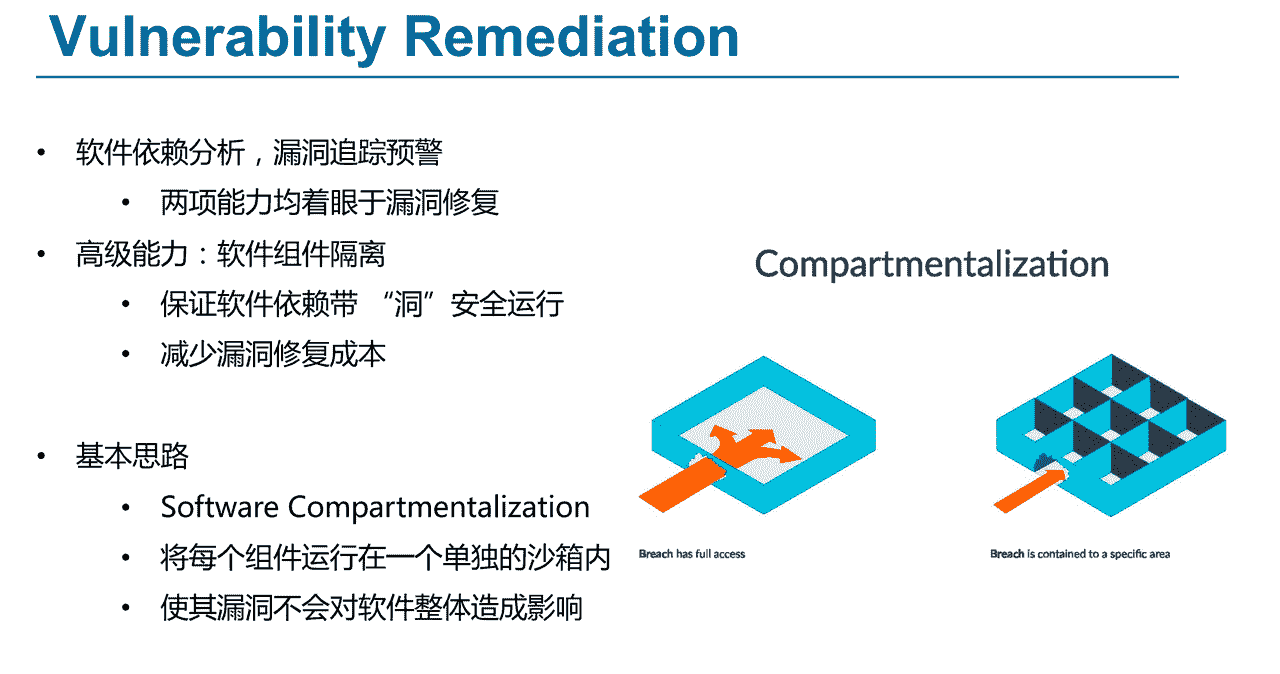 Vulnerability Remediation
• 软件依赖分析，漏洞追踪预警
• 两项能力均着眼于漏洞修复
• 高级能力：软件组件隔离
• 保证软件依赖带 “洞”安全运行
• 减少漏洞修复成本
• 基本思路
• Software Compartmentalization
• 将每个组件运行在一个单独的沙箱内
• 使其漏洞不会对软件整体造成影响
Compartmentalization
Breach has full access
Breach is contained to a specific area